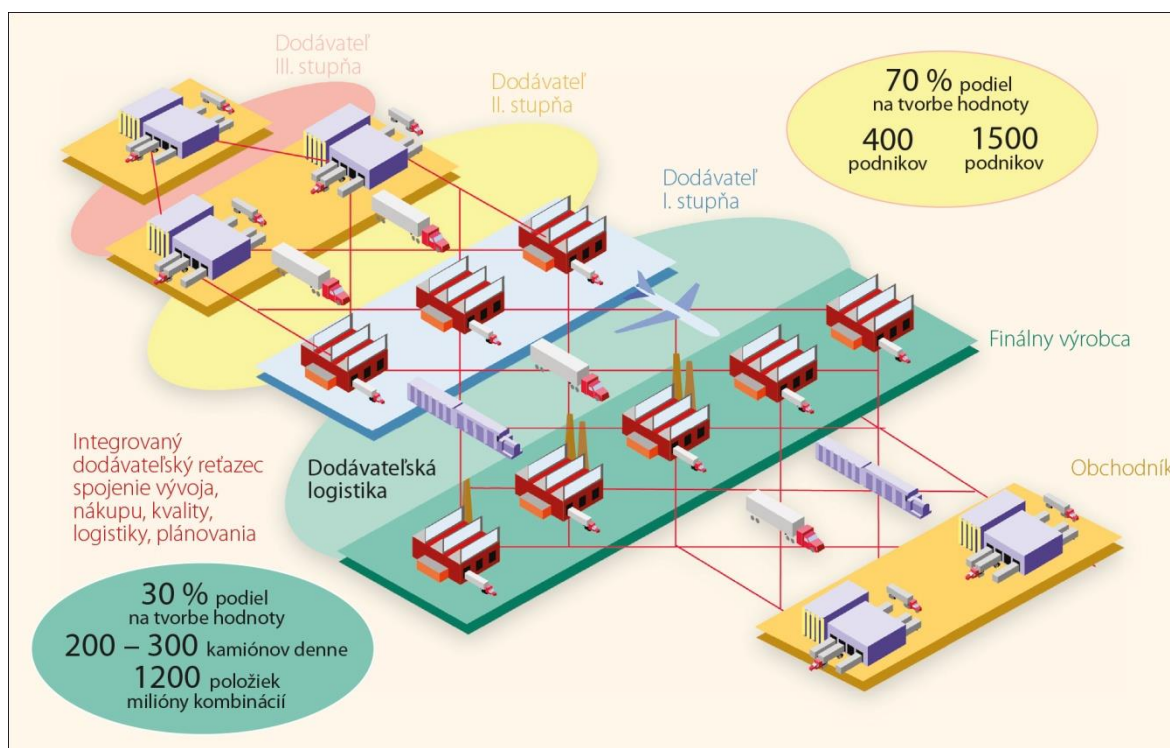 Dodávateľ
III. stupňa
Dodávateľ
II. stupňa
70 % podiel
na tvorbe hodnoty
400 1500
podnikov podnikov
Dodávateľ
I. stupňa
Finálny výrobca
Integrovaný
dodávateľský reťazec
spojenie vývoja,
nákupu, kvality,
logistiky, plánovania
Dodávateľská
logistika
Obchodník
30 % podiel
na tvorbe hodnoty
200 – 300 kamiónov denne
1200 položiek
milióny kombinácií